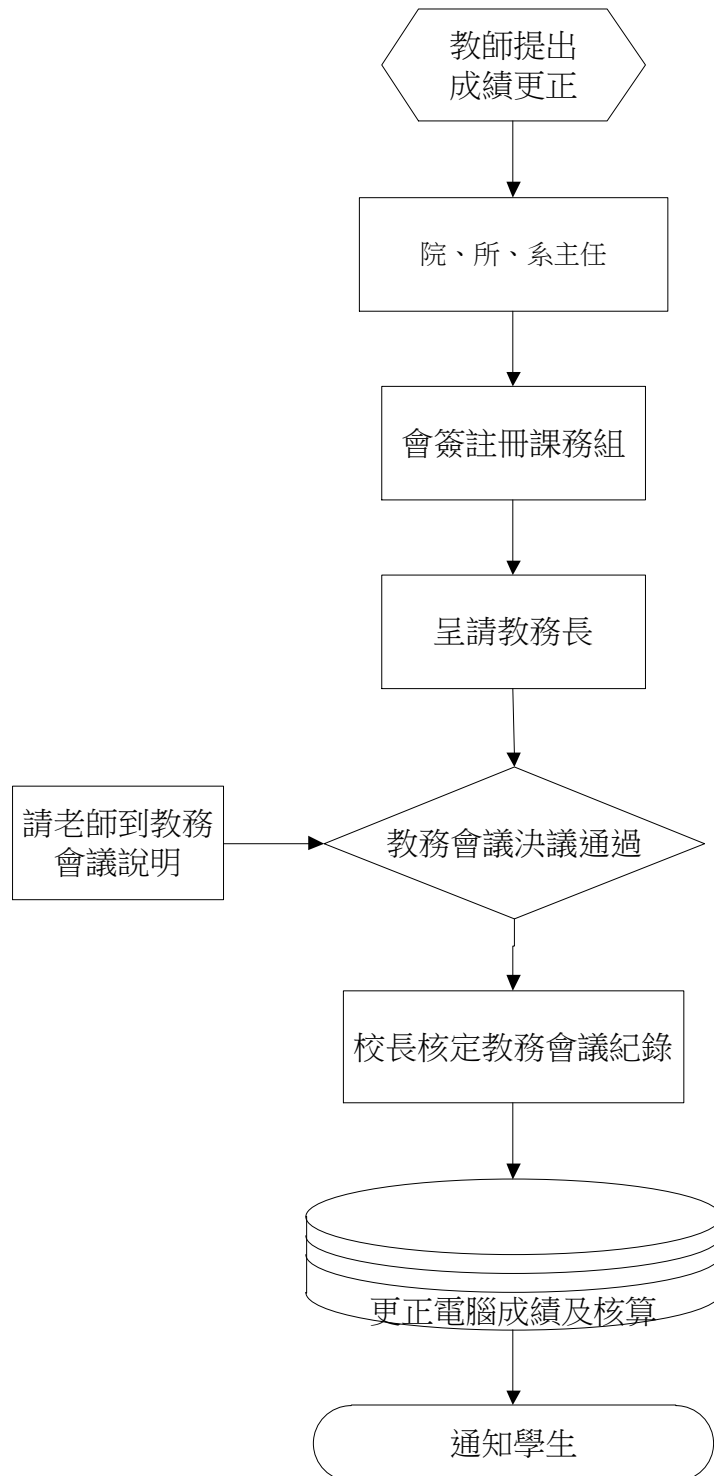 教師提出
成績更正
院、所、系主任
會簽註冊課務組
呈請教務長
請老師到教務
會議說明
教務會議決議通過
校長核定教務會議紀錄
更正電腦成績及核算
通知學生